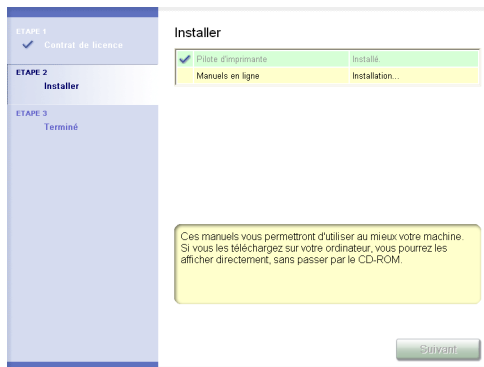 ETAPE 1
Contrat de licence
ETAPE 2
Installer
ETAPE 3
Terminé
Installer
Pilote d'imprimante Installé.
Manuels en ligne Installation...
Ces manuels vous permettront d'utiliser au mieux votre machine.
Si vous les téléchargez sur votre ordinateur, vous pourrez les
afficher directement, sans passer par le CD-ROM.
Suivant